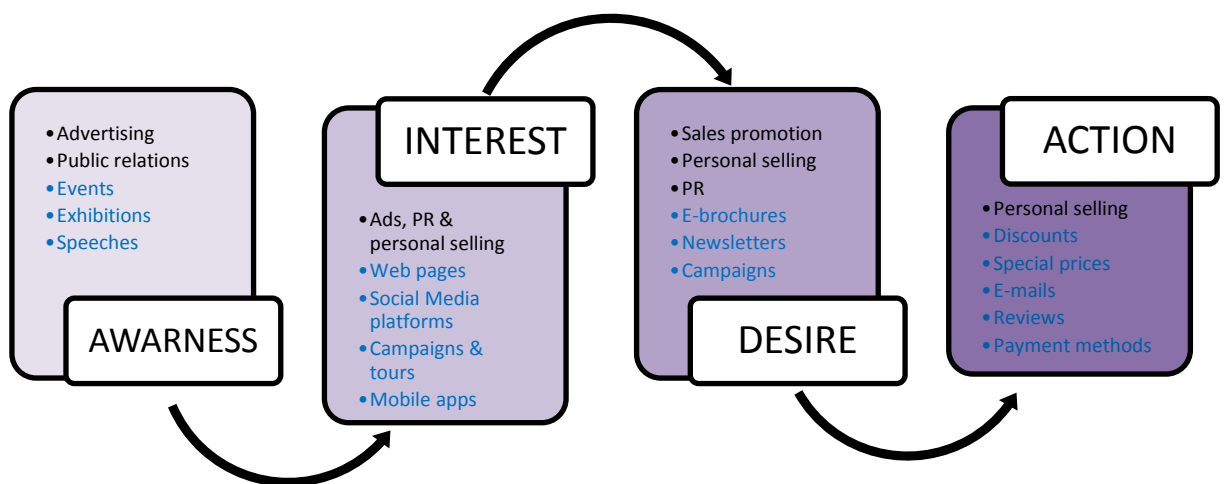 •Advertising
•Public relations
•Events
•Exhibitions
•Speeches
AWARNESS
INTEREST
•Ads, PR &
personal selling
•Web pages
•Social Media
platforms
•Campaigns &
tours
•Mobile apps
•Sales promotion
•Personal selling
•PR
•E-brochures
•Newsletters
•Campaigns
DESIRE
ACTION
•Personal selling
•Discounts
•Special prices
•E-mails
•Reviews
•Payment methods